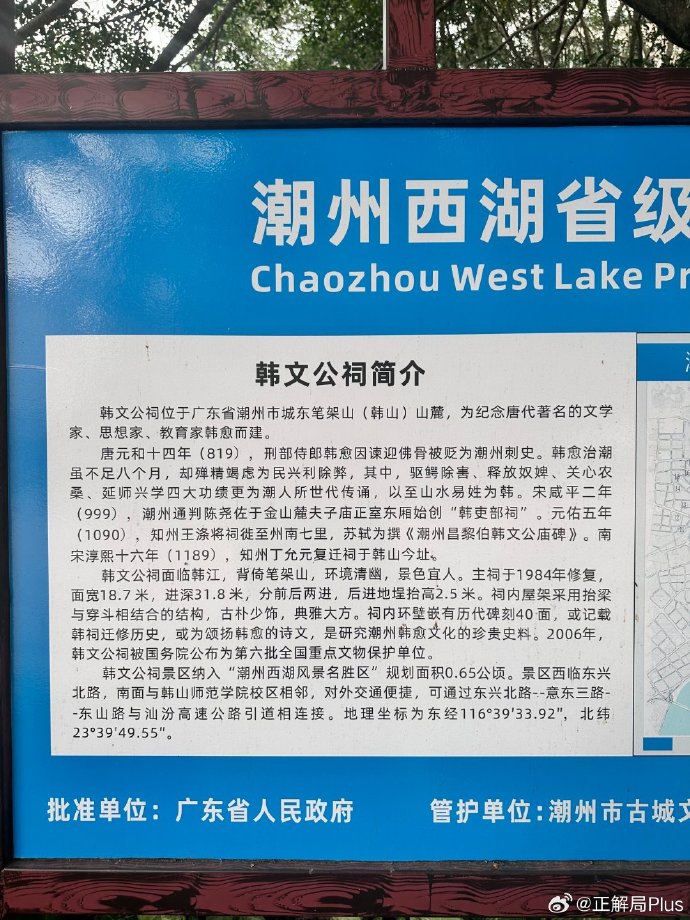 潮州西湖省级
Chaozhou West Lake Pr
韩文公祠简介
韩文公祠位于广东省潮州市城东笔架山（韩山）山麓，为纪念唐代著名的文学
家、思想家、教育家韩愈而建。
唐元和十四年（819），刑部侍郎韩愈因谏迎佛骨被贬为潮州刺史。韩愈治潮
虽不足八个月，却殚精竭虑为民兴利除弊，其中，驱鳄除害、释放奴婢、关心农
桑、延师兴学四大功绩更为潮人所世代传诵，以至山水易姓为韩。宋咸平二年
（999），潮州通判陈尧佐于金山麓夫子庙正室东厢始创“韩吏部祠”。元佑五年
（1090），知州王涤将祠徙至州南七里，苏轼为撰《潮州昌黎伯韩文公庙碑》。南
宋淳熙十六年（1189），知州丁允元复迁祠于韩山今址。
韩文公祠面临韩江，背倚笔架山，环境清幽，景色宜人。主祠于1984年修复，
面宽18.7米，进深31.8米，分前后两进，后进地埕抬高2.5米。祠内屋架采用抬梁
与穿斗相结合的结构，古朴少饰，典雅大方。祠内环壁嵌有历代碑刻40面，或记载
韩祠迁修历史，或为颂扬韩愈的诗文，是研究潮州韩愈文化的珍贵史料。2006年，
韩文公祠被国务院公布为第六批全国重点文物保护单位。
韩文公祠景区纳入“潮州西湖风景名胜区”规划面积0.65公顷。景区西临东兴
北路，南面与韩山师范学院校区相邻，对外交通便捷，可通过东兴北路--意东三路-
-东山路与汕汾高速公路引道相连接。地理坐标为东经116°39'33.92"，北纬
23°39'49.55"。
批准单位：广东省人民政府
管护单位：潮州市古城文
@正解局Plus